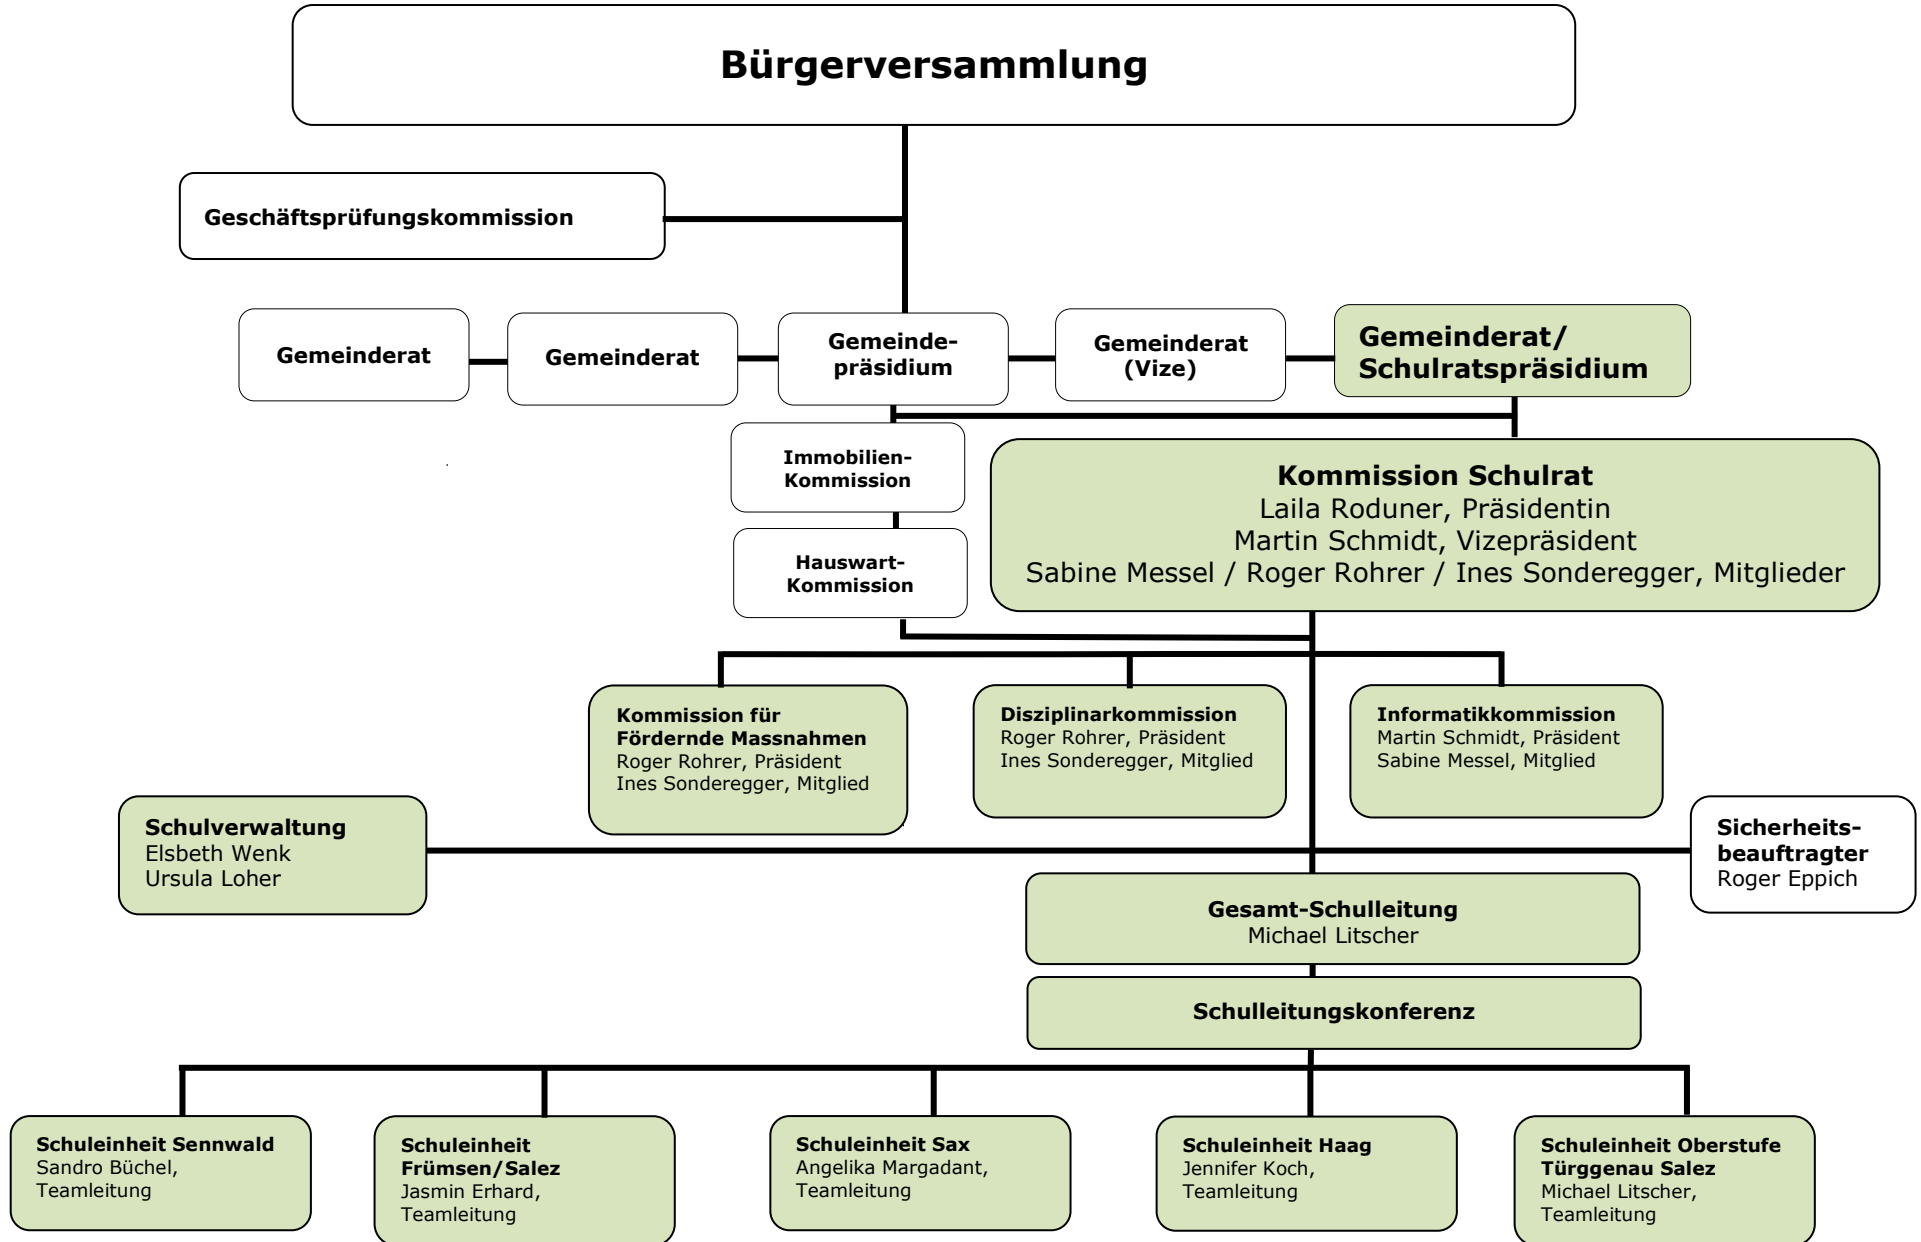 Bürgerversammlung
Geschäftsprüfungskommission
Gemeinderat
Gemeinderat
Gemeinde-
präsidium
Gemeinderat
(Vize)
Gemeinderat/
Schulratspräsidium
Immobilien-
Kommission
Kommission Schulrat
Laila Roduner, Präsidentin
Martin Schmidt, Vizepräsident
Sabine Messel / Roger Rohrer / Ines Sonderegger, Mitglieder
Hauswart-
Kommission
Kommission für
Fördernde Massnahmen
Roger Rohrer, Präsident
Ines Sonderegger, Mitglied
Disziplinarkommission
Roger Rohrer, Präsident
Ines Sonderegger, Mitglied
Informatikkommission
Martin Schmidt, Präsident
Sabine Messel, Mitglied
Schulverwaltung
Elsbeth Wenk
Ursula Loher
Sicherheits-
beauftragter
Roger Eppich
Gesamt-Schulleitung
Michael Litscher
Schulleitungskonferenz
Schuleinheit Sennwald
Sandro Büchel,
Teamleitung
Schuleinheit
Frümsen/Salez
Jasmin Erhard,
Teamleitung
Schuleinheit Sax
Angelika Margadant,
Teamleitung
Schuleinheit Haag
Jennifer Koch,
Teamleitung
Schuleinheit Oberstufe
Türggenau Salez
Michael Litscher,
Teamleitung